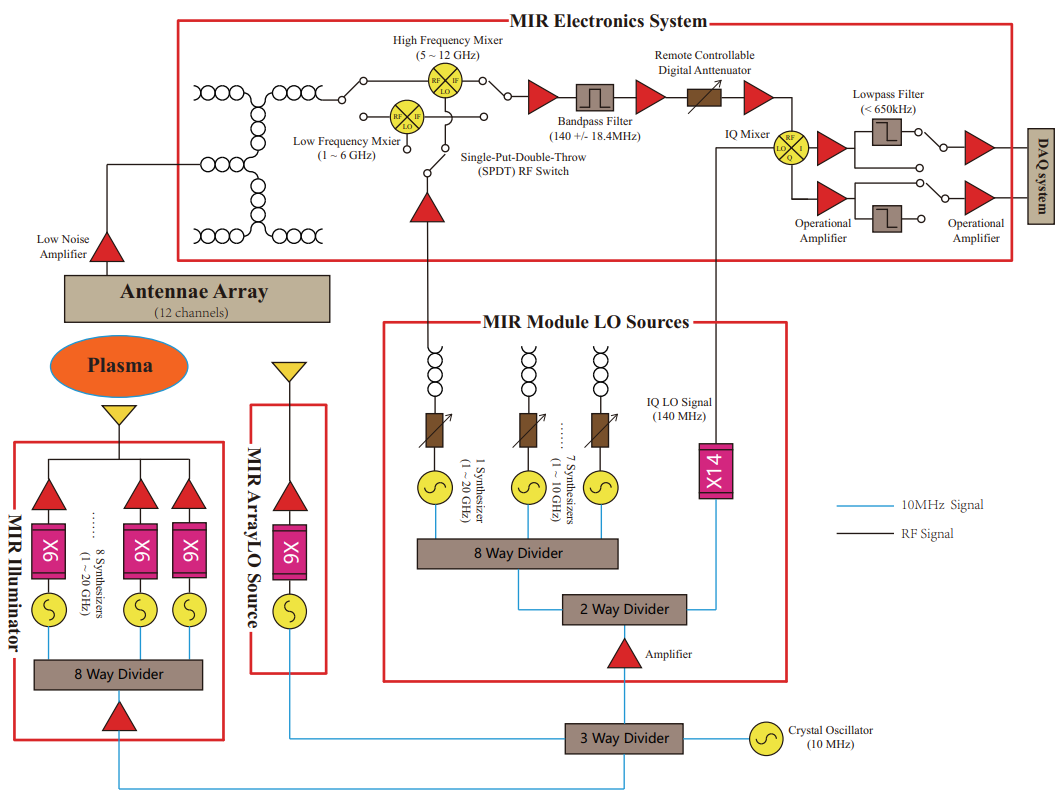 MIR Electronics System
High Frequency Mixer
(5 ~ 12 GHz)
RF
IF
LO
RF
IF
LO
Low Frequency Mxier
(1 ~ 6 GHz)
Single-Put-Double-Throw
(SPDT) RF Switch
Bandpass Filter
(140 +/- 18.4MHz)
Remote Controllable
Digital Anttenuator
IQ Mixer
RF
LO
I
Q
Lowpass Filter
(< 650kHz)
Operational
Amplifier
Operational
Amplifier
DAQ system
Low Noise
Amplifier
Antennae Array
(12 channels)
Plasma
MIR Module LO Sources
IQ LO Signal
(140 MHz)
X14
1 Synthesizer
(1 ~ 20 GHz)
7 Synthesizers
(1 ~ 10 GHz)
......
8 Way Divider
2 Way Divider
Amplifier
10MHz Signal
RF Signal
MIR Illuminator
X6
X6
X6
......
8 Synthesizers
(1 ~ 20 GHz)
8 Way Divider
MIR ArrayLO Source
X6
3 Way Divider
Crystal Oscillator
(10 MHz)